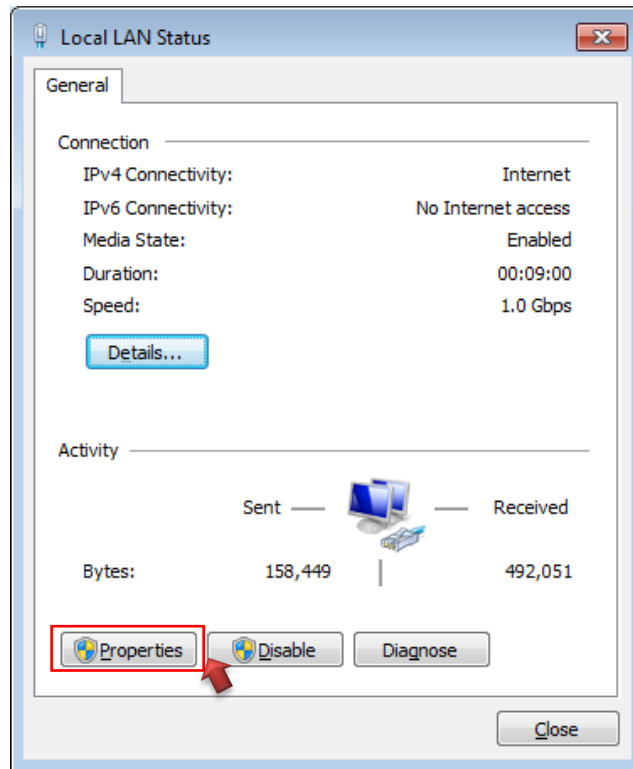 Local LAN Status
General
Connection
IPv4 Connectivity: Internet
IPv6 Connectivity: No Internet access
Media State: Enabled
Duration: 00:09:00
Speed: 1.0 Gbps
Details...
Activity
Sent Received
Bytes: 158,449 492,051
Properties Disable Diagnose
Close